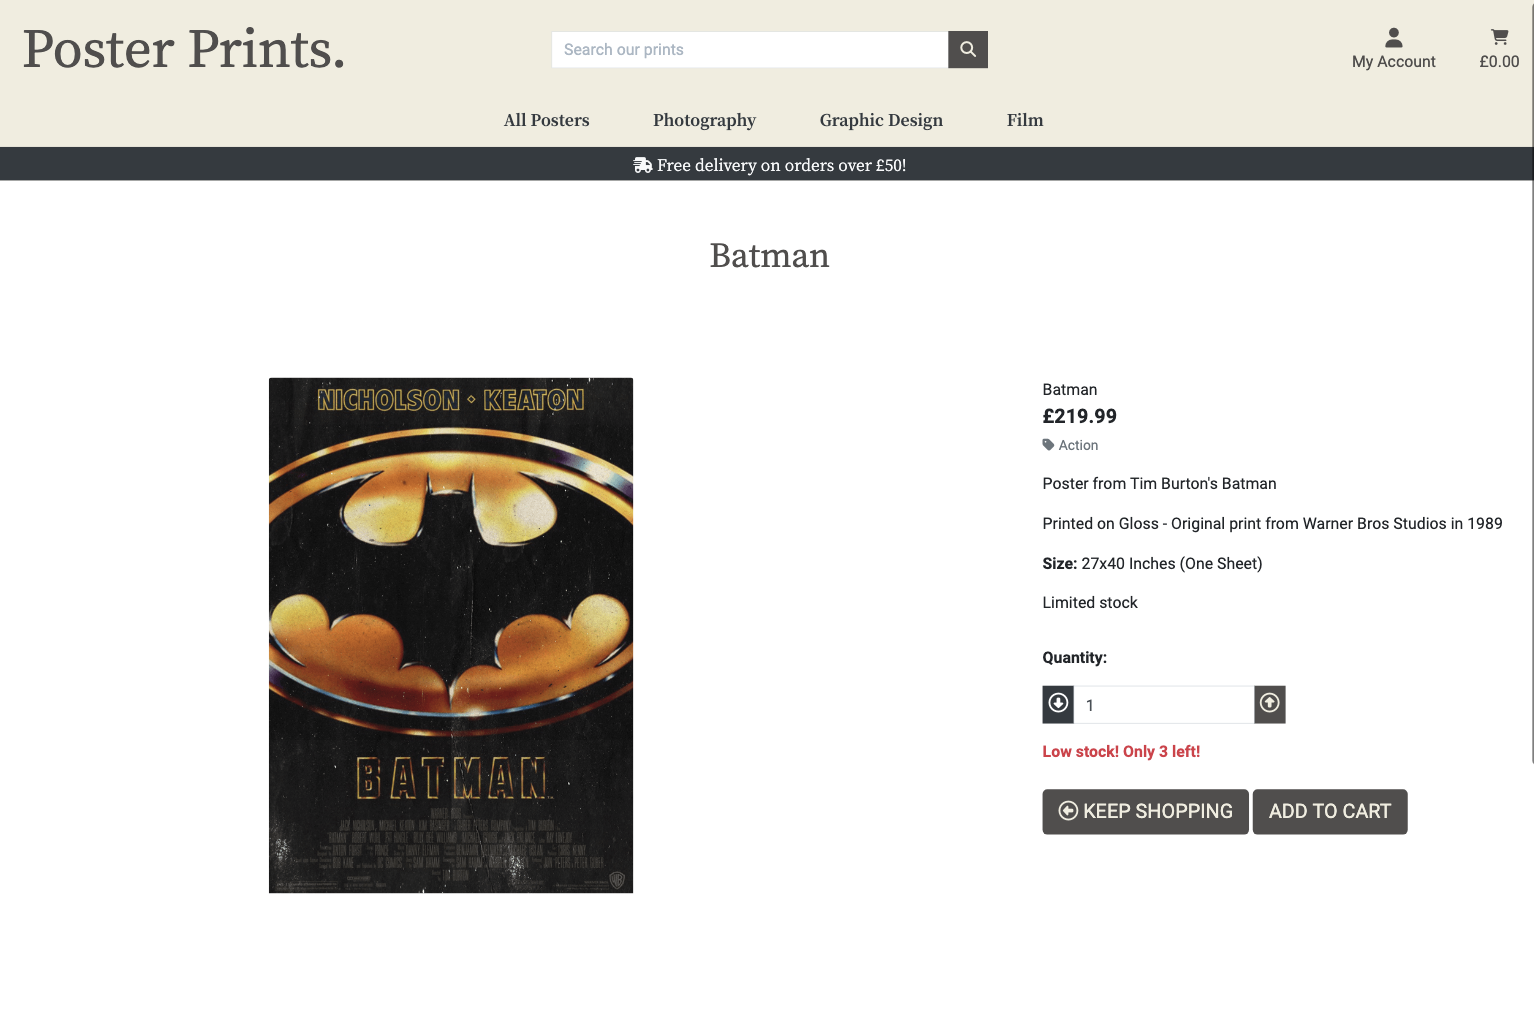 Poster Prints.
Search our prints
My Account
£0.00
All Posters
Photography
Graphic Design
Film
Free delivery on orders over £50!
Batman
NICHOLSON ⋄ KEATON
BATMAN
WB
Batman
£219.99
Action
Poster from Tim Burton's Batman
Printed on Gloss - Original print from Warner Bros Studios in 1989
Size: 27x40 Inches (One Sheet)
Limited stock
Quantity:
1
Low stock! Only 3 left!
KEEP SHOPPING
ADD TO CART